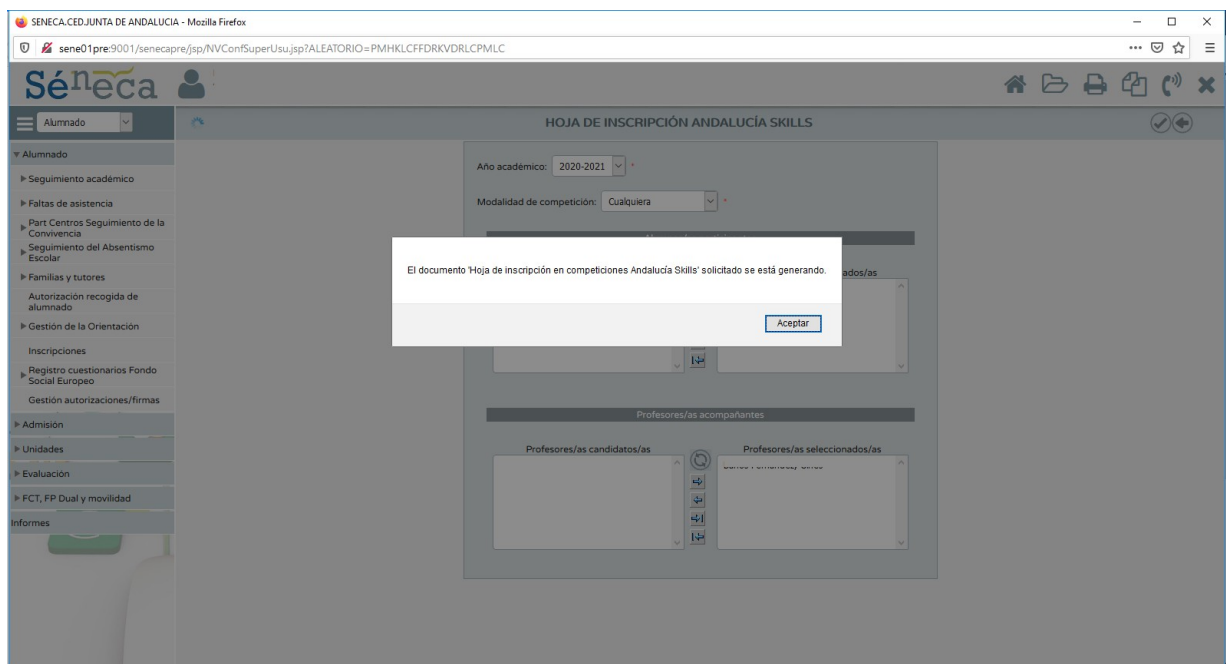 SENECA.CED.JUNTA DE ANDALUCIA - Mozilla Firefox
sene01pre:9001/senecapre/jsp/NVConfSuperUsu.jsp?ALEATORIO=PMHKLCFFDRKVDRLCPMLC
Séneca
Alumnado
HOJA DE INSCRIPCIÓN ANDALUCÍA SKILLS
Alumnado
Seguimiento académico
Faltas de asistencia
Part Centros Seguimiento de la
Convivencia
Seguimiento del Absentismo
Escolar
Familias y tutores
Autorización recogida de
alumnado
Gestión de la Orientación
Inscripciones
Registro cuestionarios Fondo
Social Europeo
Gestión autorizaciones/firmas
Admisión
Unidades
Evaluación
FCT, FP Dual y movilidad
Informes
Año académico: 2020-2021 *
Modalidad de competición: Cualquiera *
ados/as
El documento 'Hoja de inscripción en competiciones Andalucía Skills' solicitado se está generando.
Aceptar
Profesores/as acompañantes
Profesores/as candidatos/as
Profesores/as seleccionados/as